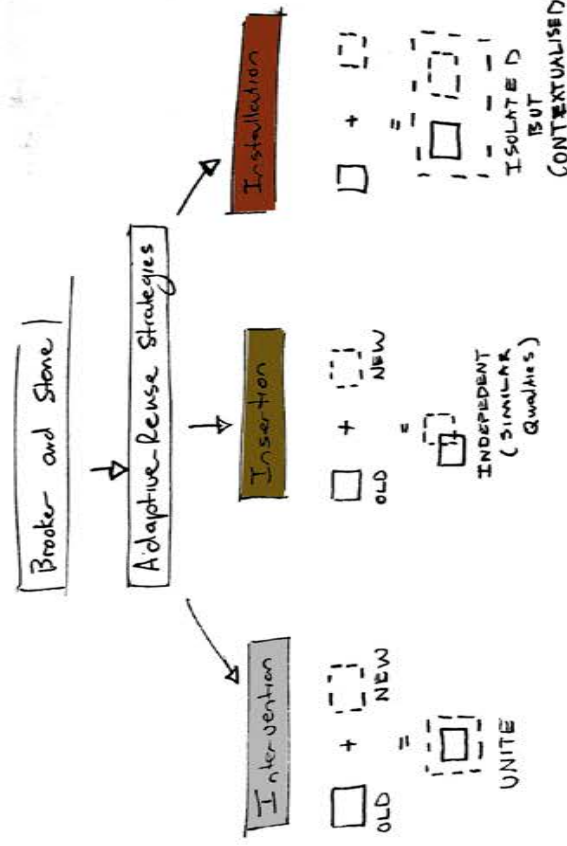 Brooker and Stone
Adaptive Reuse Strategies
Intervention
OLD + NEW
=
UNITE
Insertion
OLD + NEW
=
INDEPEDENT
(SIMILAR
Qualities)
Installation
+
=
ISOLATED
BUT
CONTEXTUALISED